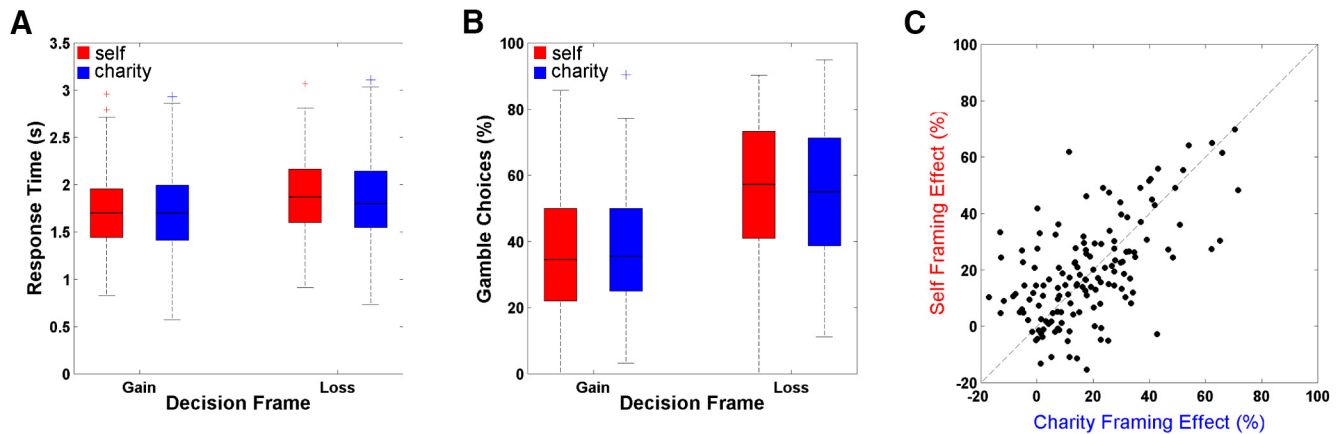 A
Response Time (s)
3.5
3
2.5
2
1.5
1
0.5
0
self
charity
Gain
Loss
Decision Frame
B
Gamble Choices (%)
100
80
60
40
20
0
self
charity
Gain
Loss
Decision Frame
C
Self Framing Effect (%)
100
80
60
40
20
0
-20
-20
0
20
40
60
80
100
Charity Framing Effect (%)